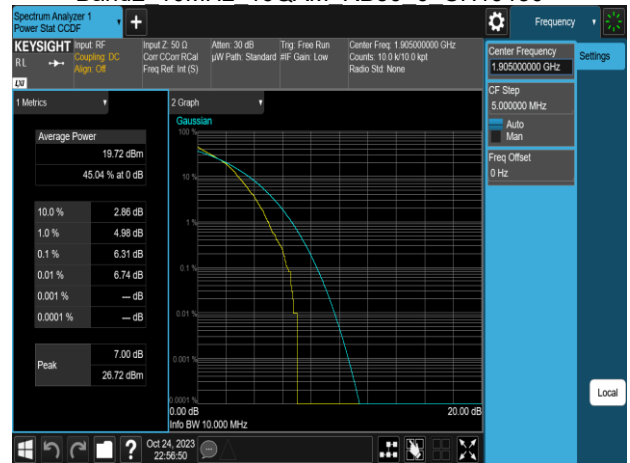 Spectrum Analyzer 1
Power Stat CCDF
Frequency
KEYSIGHT
RL
LXI
Input: RF
Coupling: DC
Align: Off
Input Z: 50 Ω
Corr CCorr RCal
Freq Ref: Int (S)
Atten: 30 dB
µW Path: Standard
Trig: Free Run
#IF Gain: Low
Center Freq: 1.905000000 GHz
Counts: 10.0 k/10.0 kpt
Radio Std: None
Center Frequency
1.905000000 GHz
Settings
CF Step
5.000000 MHz
Auto
Man
Freq Offset
0 Hz
Local
1 Metrics
Average Power
19.72 dBm
45.04 % at 0 dB
10.0 % 2.86 dB
1.0 % 4.98 dB
0.1 % 6.31 dB
0.01 % 6.74 dB
0.001 % --- dB
0.0001 % --- dB
Peak 7.00 dB
26.72 dBm
2 Graph
Gaussian
100 %
10 %
1 %
0.1 %
0.01 %
0.001 %
0.0001 %
0.00 dB 20.00 dB
Info BW 10.000 MHz
Oct 24, 2023
22:56:50